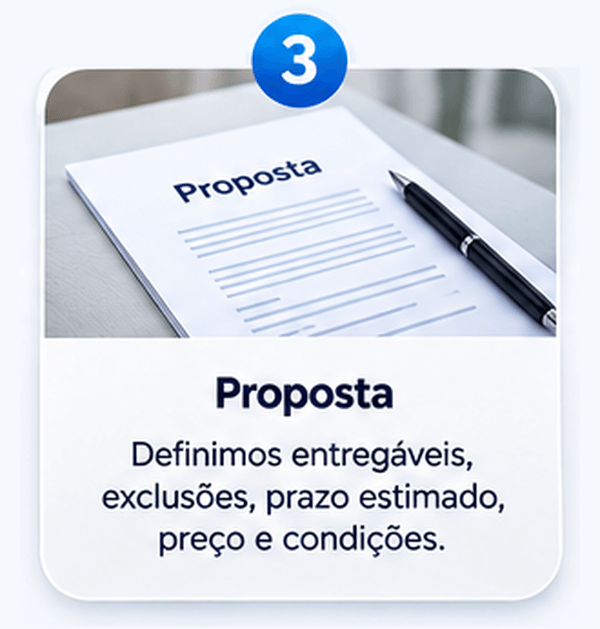 3
Proposta
Proposta
Definimos entregáveis,
exclusões, prazo estimado,
preço e condições.